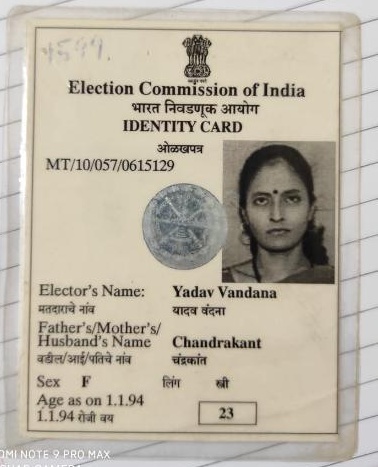 4599.
Election Commission of India
भारत निवडणूक आयोग
IDENTITY CARD
ओळखपत्र
MT/10/057/0615129
Elector's Name: Yadav Vandana
मतदाराचे नांव यादव वंदना
Father's/Mother's/
Husband's Name Chandrakant
वडील/आई/पतिचे नांव चंद्रकांत
Sex F लिंग स्त्री
Age as on 1.1.94
1.1.94 रोजी वय 23
OMI NOTE 9 PRO MAX